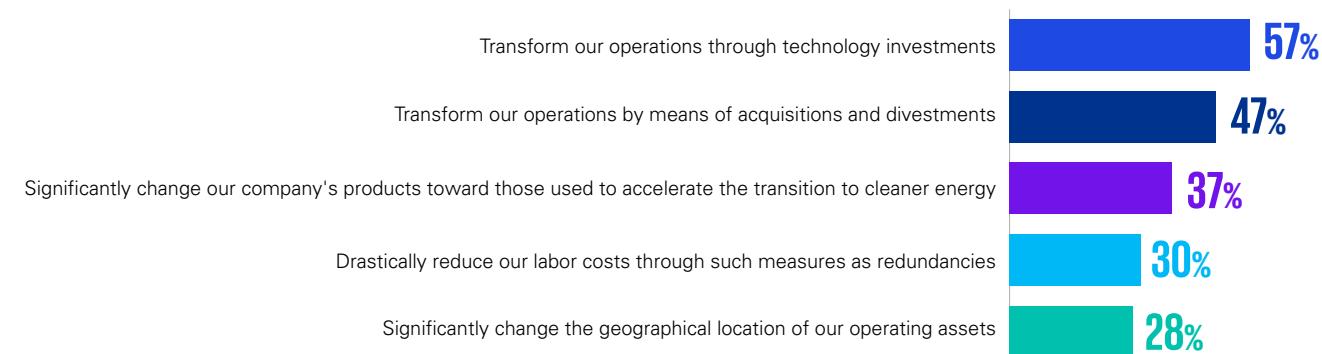 Transform our operations through technology investments 57%
Transform our operations by means of acquisitions and divestments 47%
Significantly change our company's products toward those used to accelerate the transition to cleaner energy 37%
Drastically reduce our labor costs through such measures as redundancies 30%
Significantly change the geographical location of our operating assets 28%